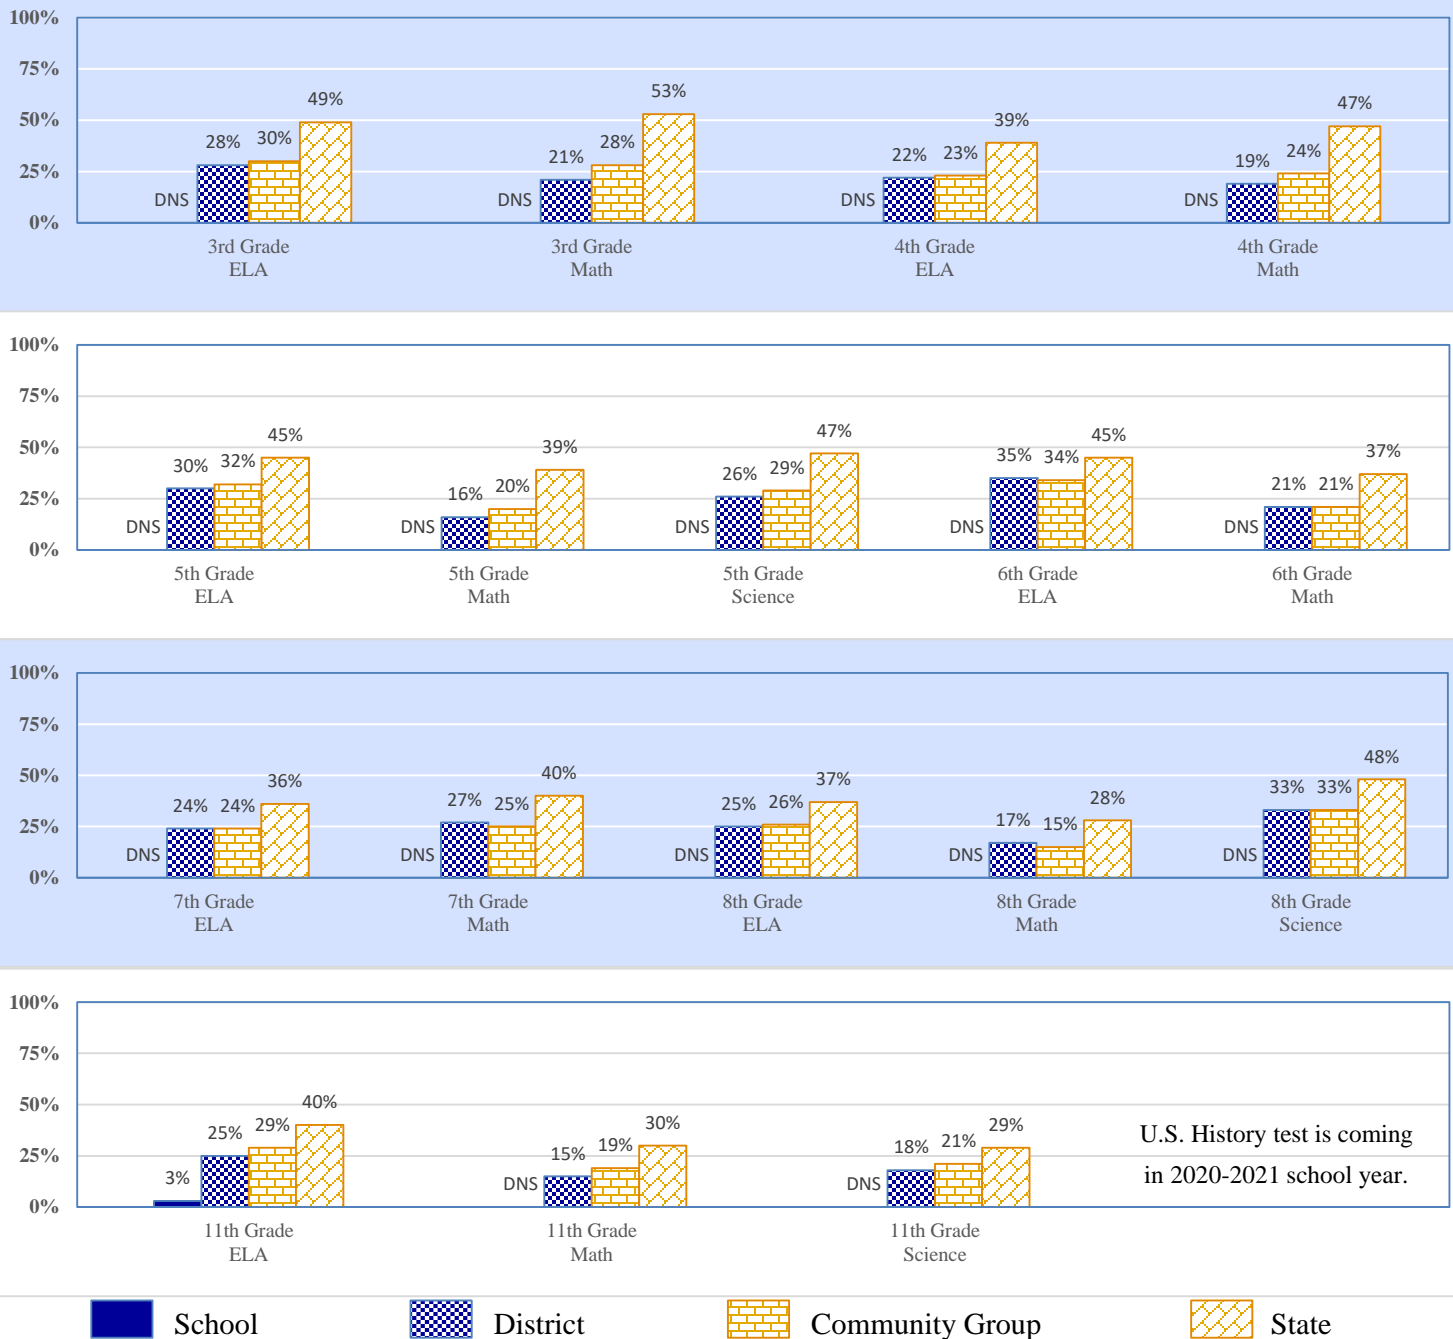 100%
75%
50%
25%
0%
DNS 28% 30% 49%
DNS 21% 28% 53%
DNS 22% 23% 39%
DNS 19% 24% 47%
3rd Grade
ELA
3rd Grade
Math
4th Grade
ELA
4th Grade
Math
100%
75%
50%
25%
0%
DNS 30% 32% 45%
DNS 16% 20% 39%
DNS 26% 29% 47%
DNS 35% 34% 45%
DNS 21% 21% 37%
5th Grade
ELA
5th Grade
Math
5th Grade
Science
6th Grade
ELA
6th Grade
Math
100%
75%
50%
25%
0%
DNS 24% 24% 36%
DNS 27% 25% 40%
DNS 25% 26% 37%
DNS 17% 15% 28%
DNS 33% 33% 48%
7th Grade
ELA
7th Grade
Math
8th Grade
ELA
8th Grade
Math
8th Grade
Science
100%
75%
50%
25%
0%
3% 25% 29% 40%
DNS 15% 19% 30%
DNS 18% 21% 29%
U.S. History test is coming
in 2020-2021 school year.
11th Grade
ELA
11th Grade
Math
11th Grade
Science
School District Community Group State